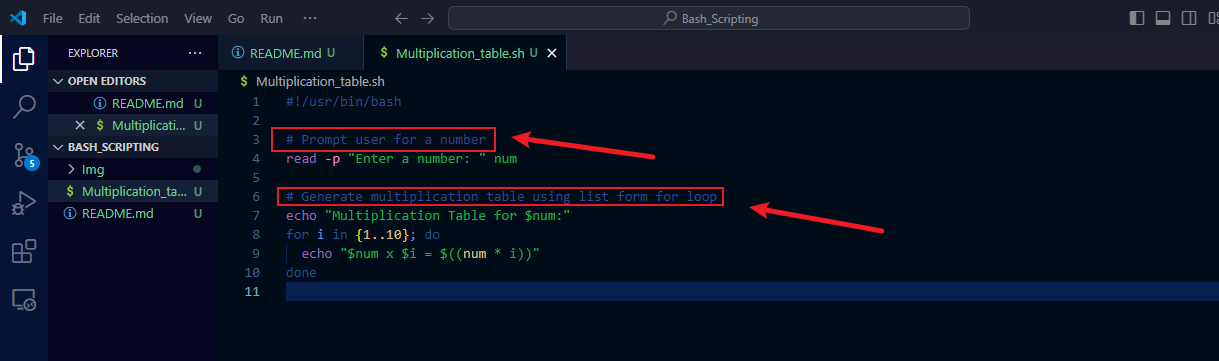 File Edit Selection View Go Run ··· Bash_Scripting
EXPLORER ···
OPEN EDITORS
README.md U
Multiplicati... U
BASH_SCRIPTING
Img
Multiplication_ta... U
README.md U
5
README.md U
Multiplication_table.sh U
Multiplication_table.sh
1 #!/usr/bin/bash
2
3 # Prompt user for a number
4 read -p "Enter a number: " num
5
6 # Generate multiplication table using list form for loop
7 echo "Multiplication Table for $num:"
8 for i in {1..10}; do
9 echo "$num x $i = $((num * i))"
10 done
11